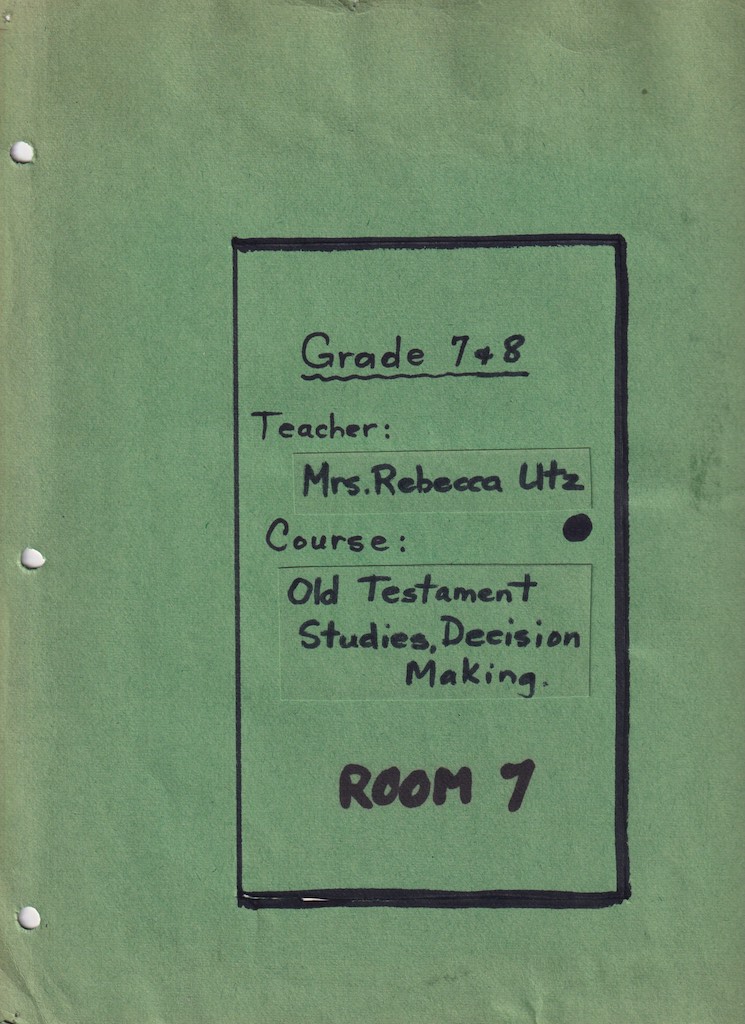 Grade 7 & 8
Teacher:
Mrs. Rebecca Utz
Course:
Old Testament
Studies, Decision
Making.
ROOM 7